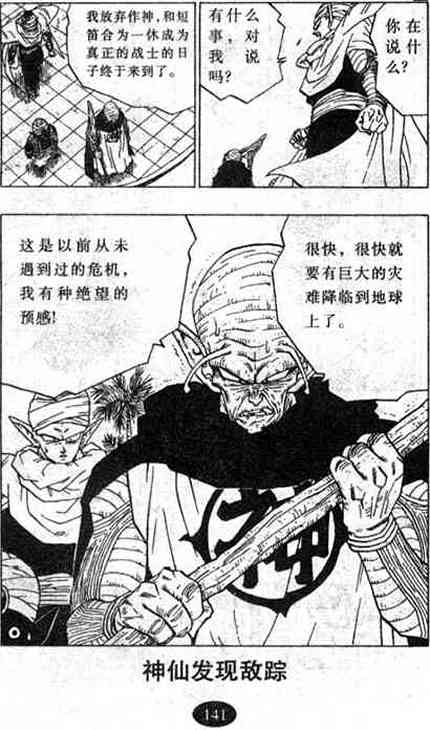 你在
说什
么?
有什么
事，对
我说
吗?
我放弃作神，和短
笛合为一休成为
真正的战士的日
子终于来到了。
很快，很快就
要有巨大的灾
难降临到地球
上了。
这是以前从未
遇到过的危机，
我有种绝望的
预感!
神
神仙发现敌踪
141